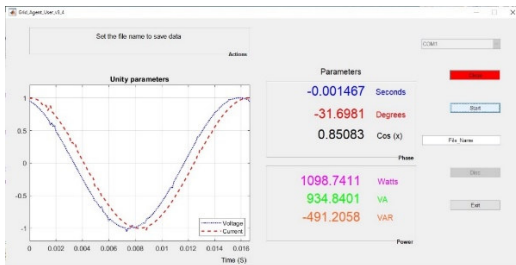 Grid_Agent_User_v5_4
Set the file name to save data
Actions
COM1
Unity parameters
1
0.5
0
-0.5
-1
0 0.002 0.004 0.006 0.008 0.01 0.012 0.014 0.016
Time (S)
Voltage
Current
Parameters
-0.001467 Seconds
-31.6981 Degrees
0.85083 Cos (x)
Phase
1098.7411 Watts
934.8401 VA
-491.2058 VAR
Power
Start
File_Name
Stop
Exit